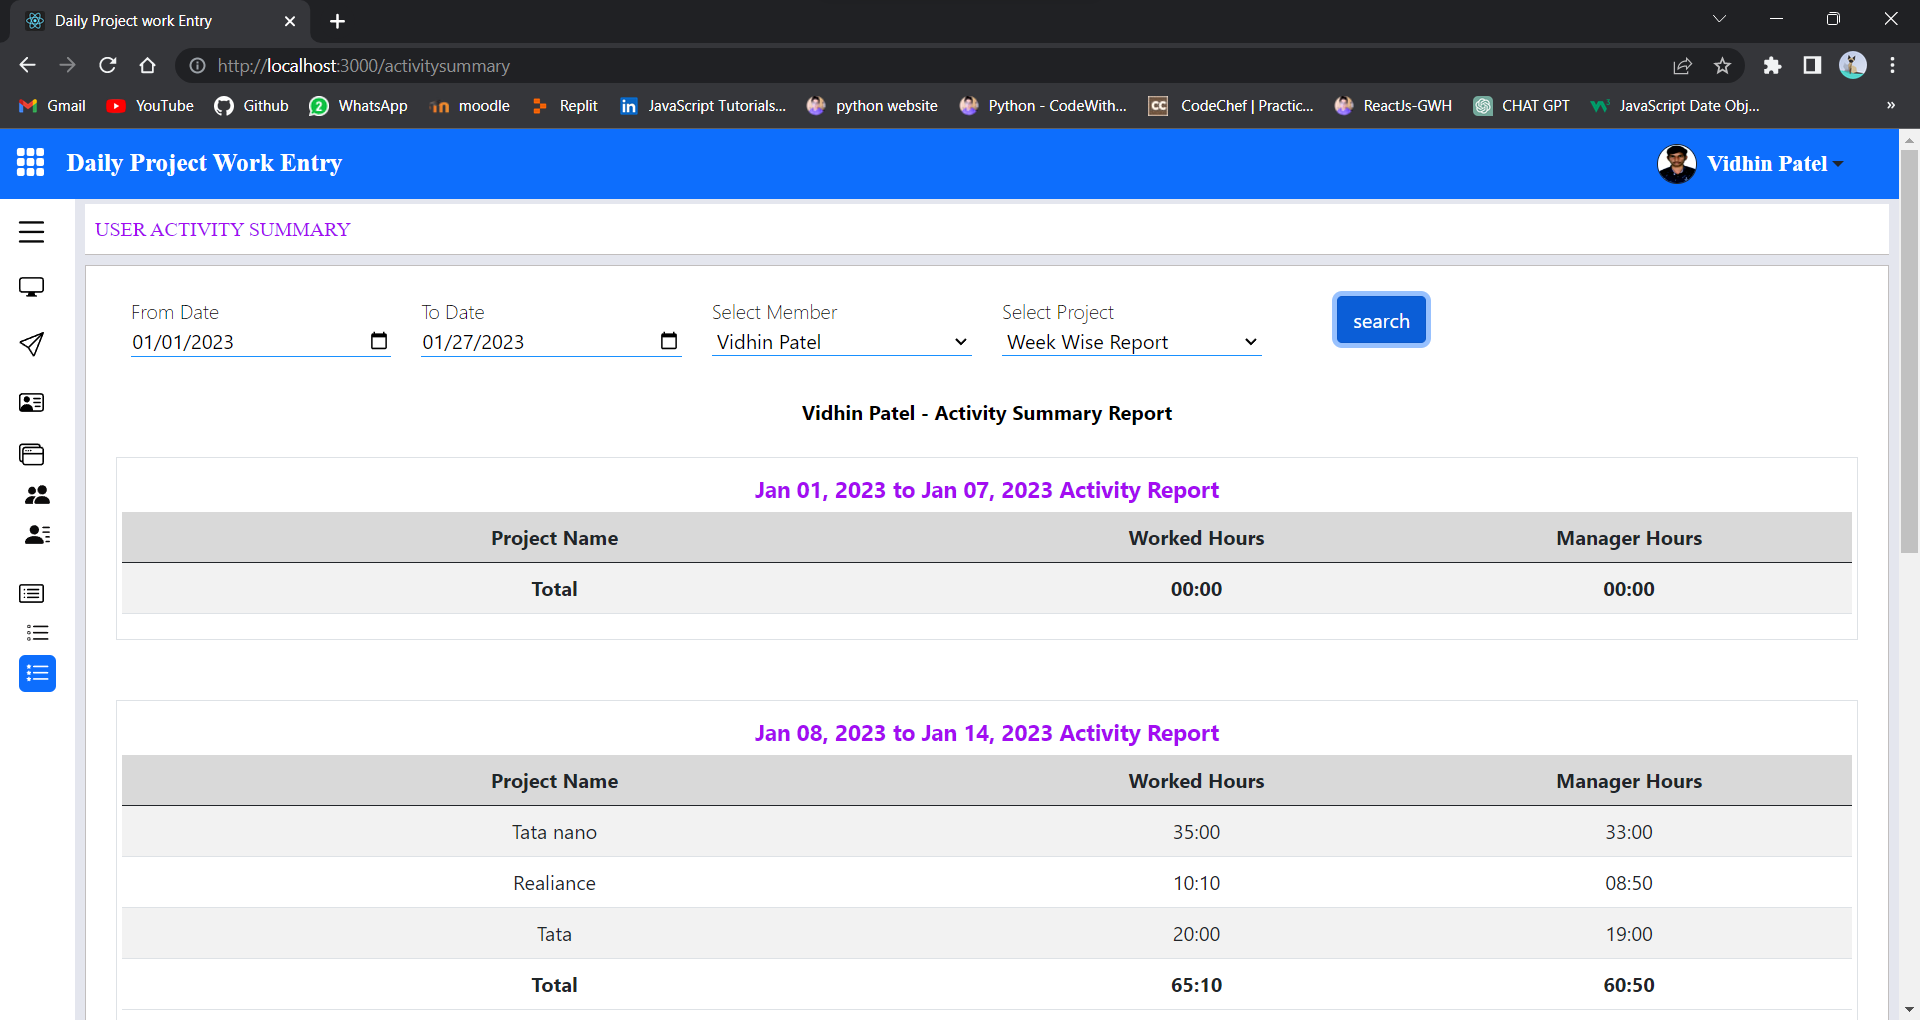 Daily Project work Entry
http://localhost:3000/activitysummary
Gmail YouTube Github 2 WhatsApp moodle Replit in JavaScript Tutorials... python website Python - CodeWith... CC CodeChef | Practic... ReactJs-GWH CHAT GPT JavaScript Date Obj... »
Daily Project Work Entry Vidhin Patel
USER ACTIVITY SUMMARY
From Date To Date Select Member Select Project
01/01/2023 01/27/2023 Vidhin Patel Week Wise Report search
Vidhin Patel - Activity Summary Report
Jan 01, 2023 to Jan 07, 2023 Activity Report
Project Name Worked Hours Manager Hours
Total 00:00 00:00
Jan 08, 2023 to Jan 14, 2023 Activity Report
Project Name Worked Hours Manager Hours
Tata nano 35:00 33:00
Realiance 10:10 08:50
Tata 20:00 19:00
Total 65:10 60:50